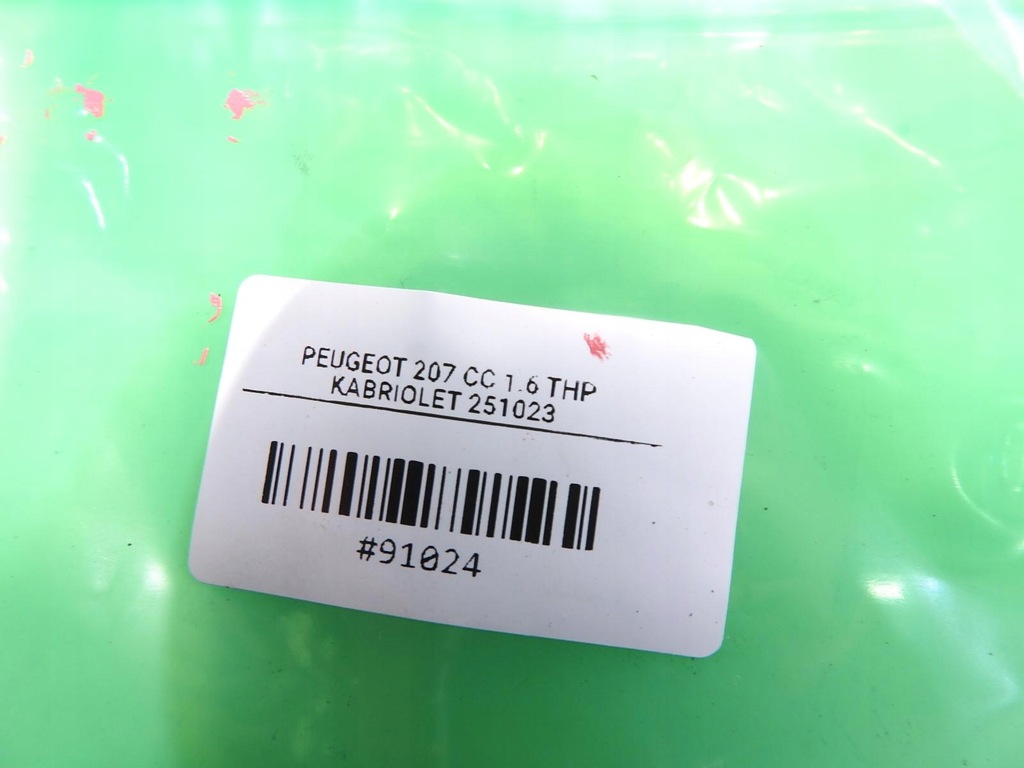 PEUGEOT 207 CC 1.6 THP
KABRIOLET 251023
#91024